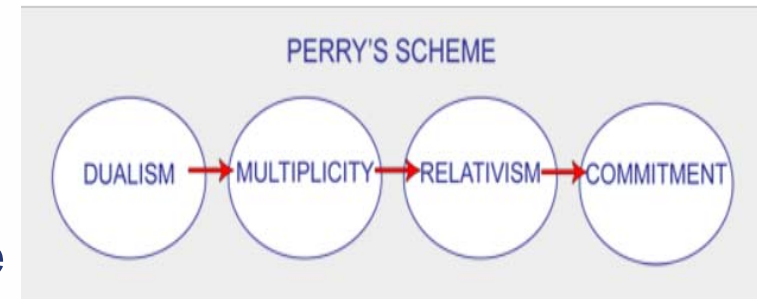 PERRY'S SCHEME
DUALISM MULTIPLICITY RELATIVISM COMMITMENT
e